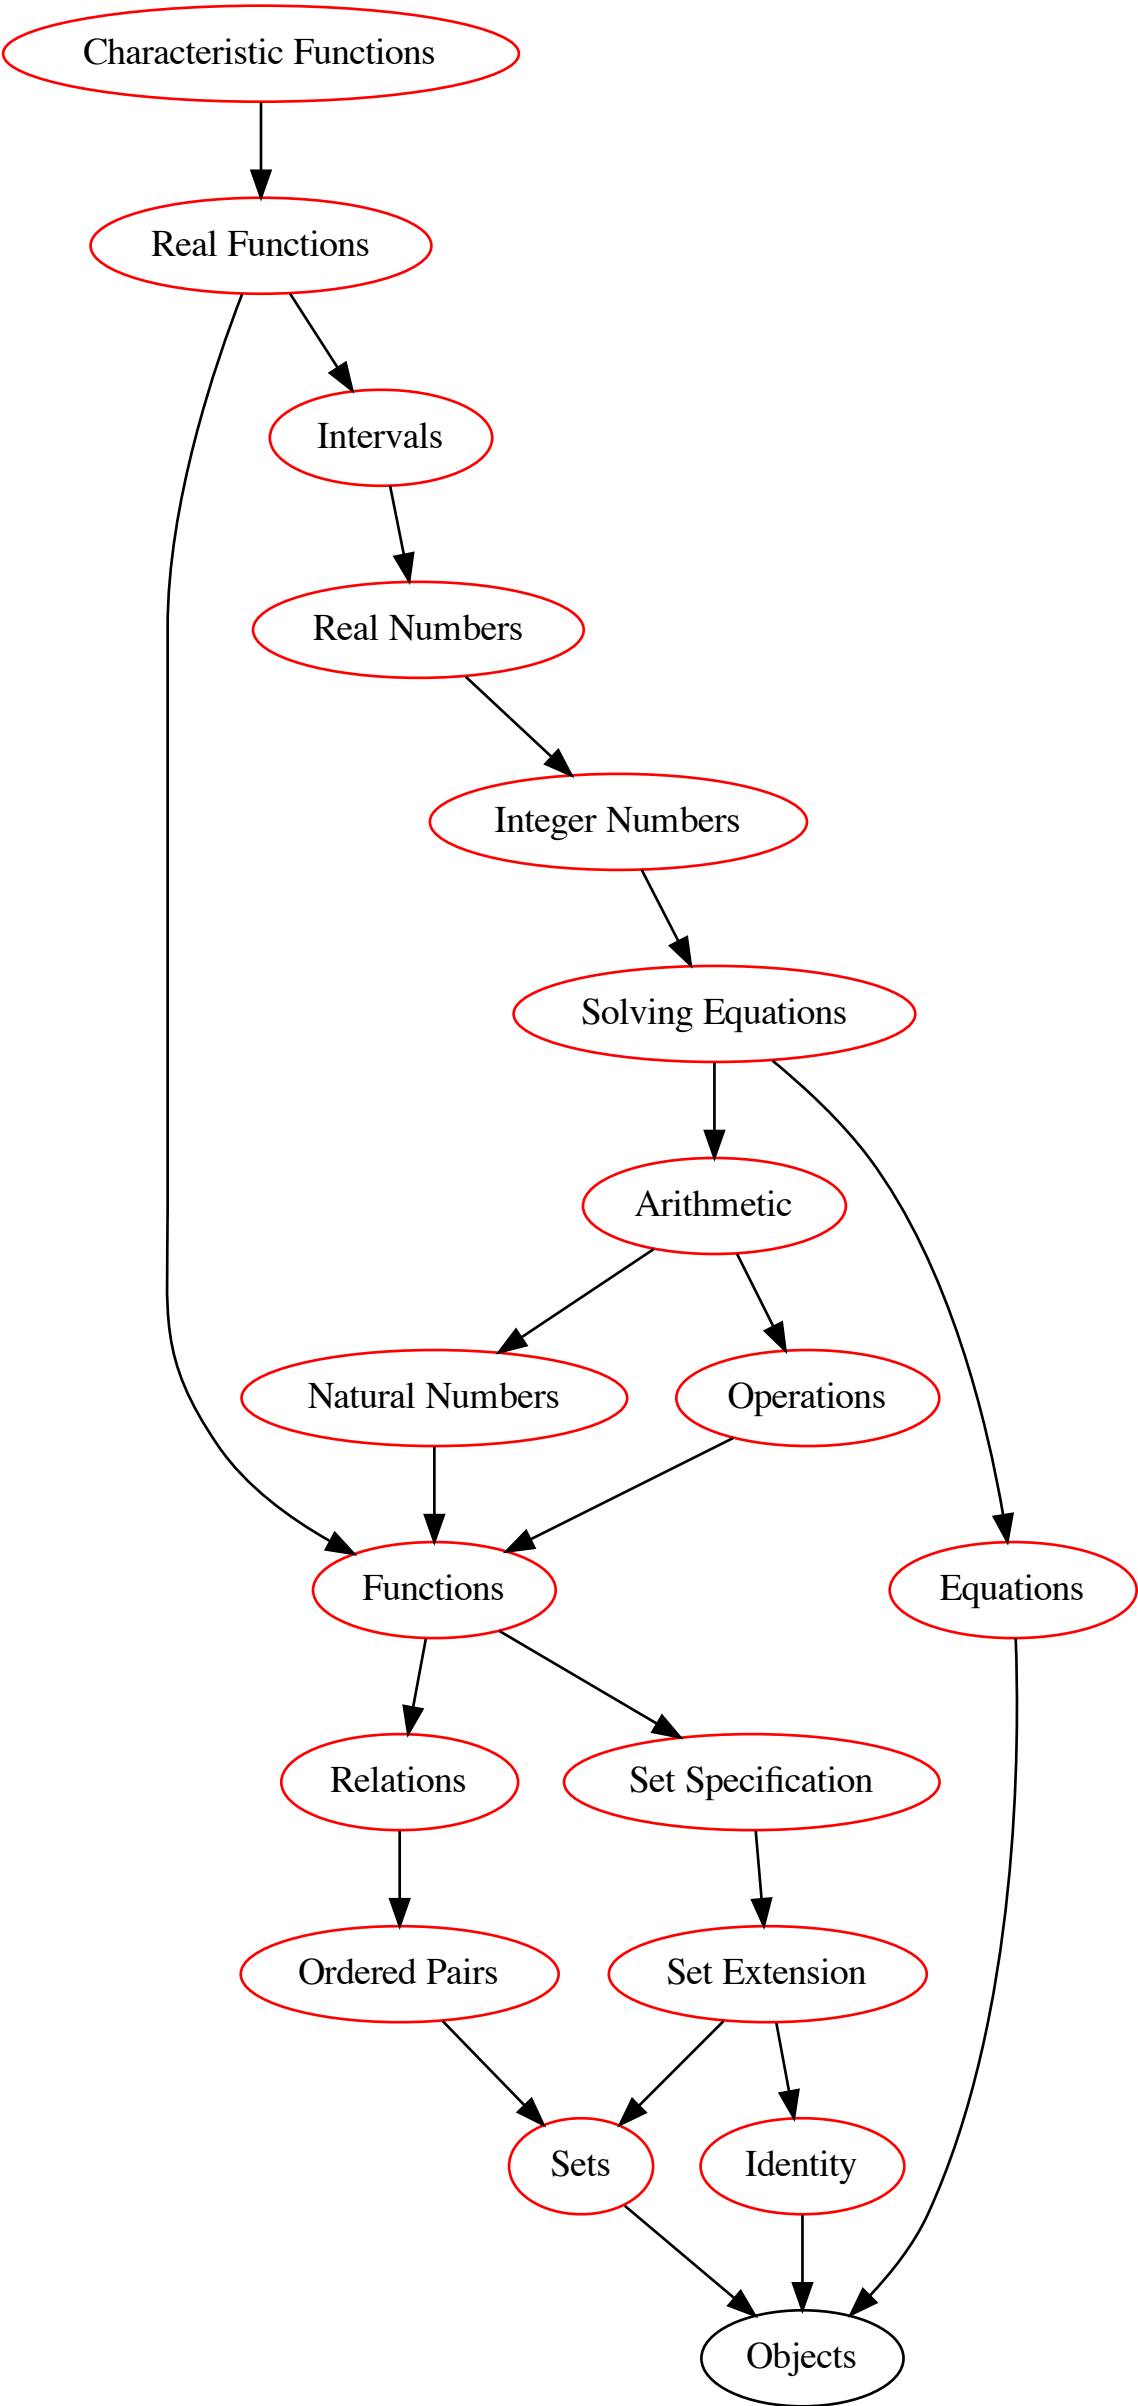 Characteristic Functions
Real Functions
Intervals
Real Numbers
Integer Numbers
Solving Equations
Arithmetic
Natural Numbers
Operations
Functions
Equations
Relations
Set Specification
Ordered Pairs
Set Extension
Sets
Identity
Objects